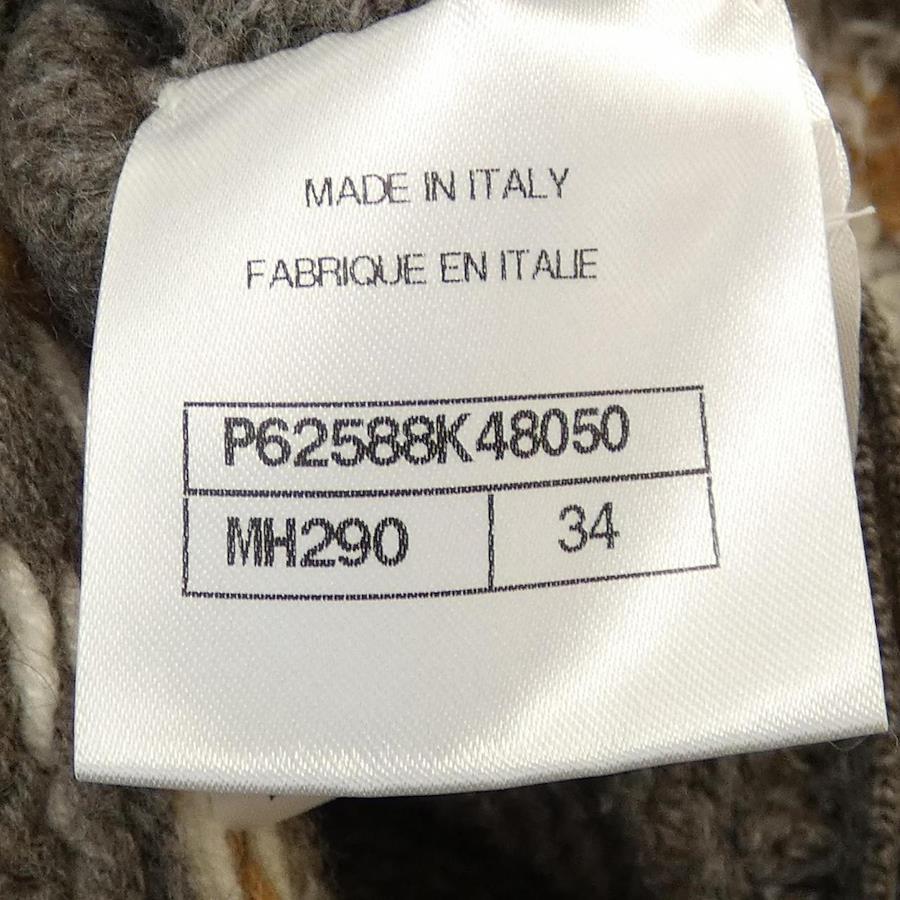 MADE IN ITALY
FABRIQUE EN ITALIE
P62588K48050
MH290 34